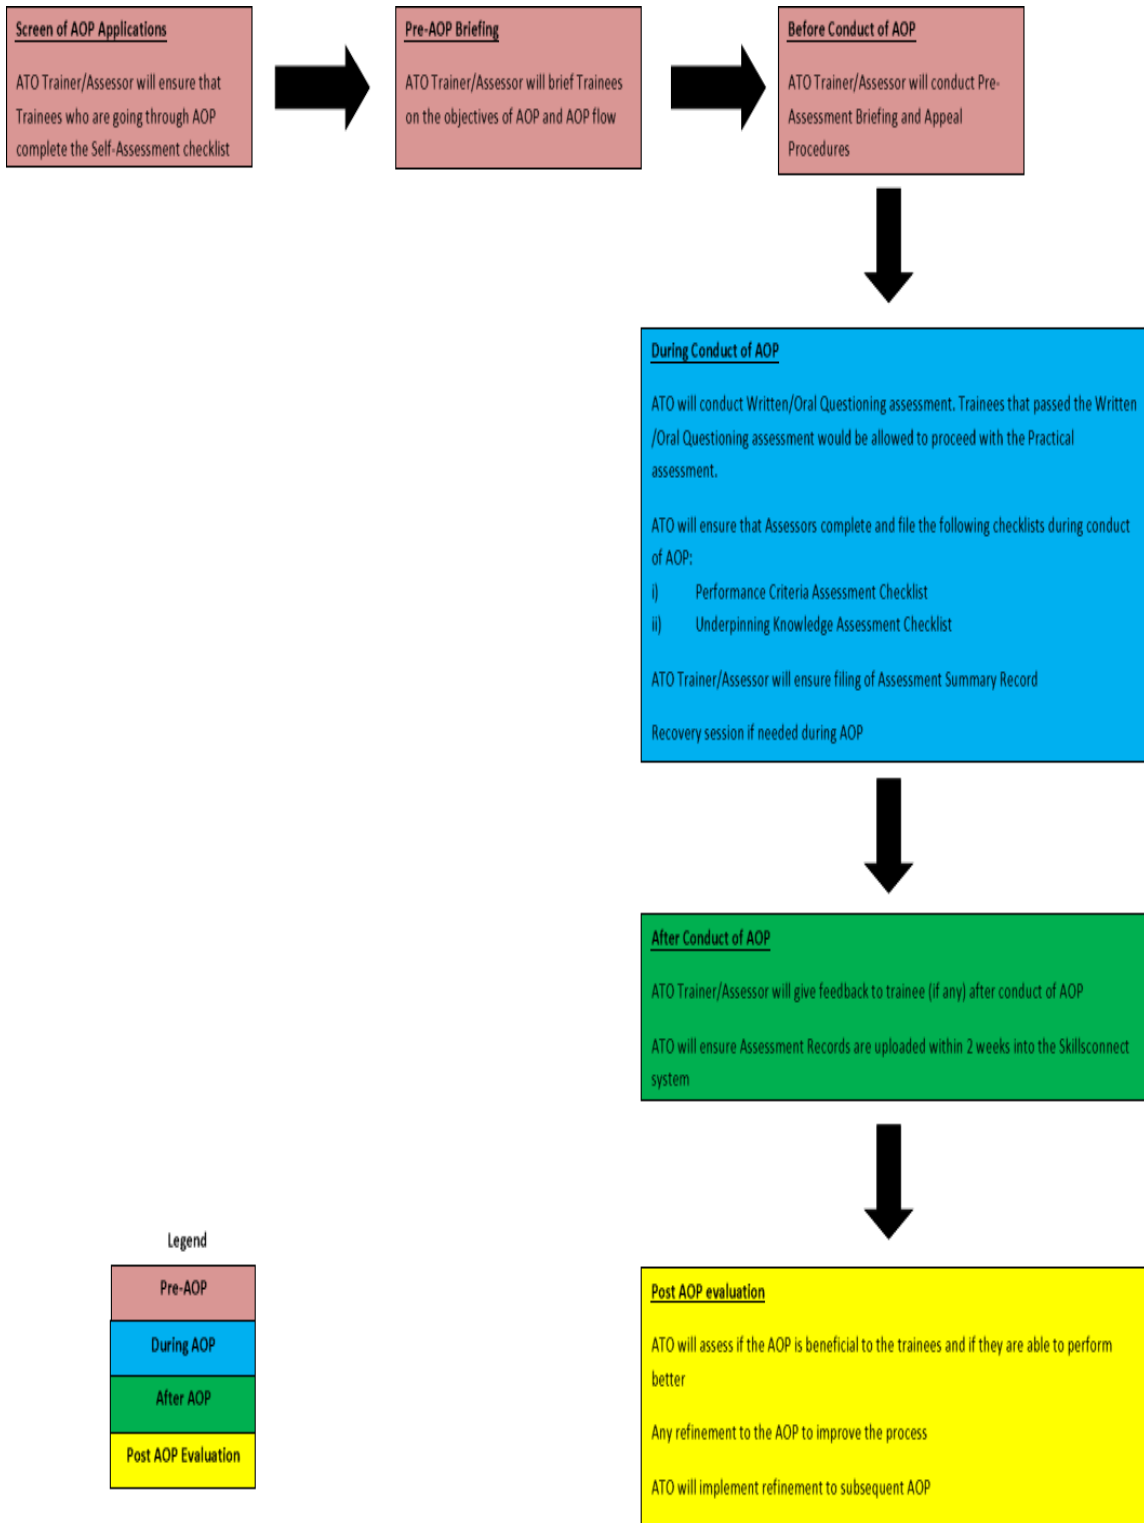 Screen of AOP Applications
ATO Trainer/Assessor will ensure that
Trainees who are going through AOP
complete the Self-Assessment checklist
Pre-AOP Briefing
ATO Trainer/Assessor will brief Trainees
on the objectives of AOP and AOP flow
Before Conduct of AOP
ATO Trainer/Assessor will conduct Pre-
Assessment Briefing and Appeal
Procedures
During Conduct of AOP
ATO will conduct Written/Oral Questioning assessment. Trainees that passed the Written
/Oral Questioning assessment would be allowed to proceed with the Practical
assessment.
ATO will ensure that Assessors complete and file the following checklists during conduct
of AOP:
i) Performance Criteria Assessment Checklist
ii) Underpinning Knowledge Assessment Checklist
ATO Trainer/Assessor will ensure filing of Assessment Summary Record
Recovery session if needed during AOP
After Conduct of AOP
ATO Trainer/Assessor will give feedback to trainee (if any) after conduct of AOP
ATO will ensure Assessment Records are uploaded within 2 weeks into the Skillsconnect
system
Legend
Pre-AOP
During AOP
After AOP
Post AOP Evaluation
Post AOP evaluation
ATO will assess if the AOP is beneficial to the trainees and if they are able to perform
better
Any refinement to the AOP to improve the process
ATO will implement refinement to subsequent AOP